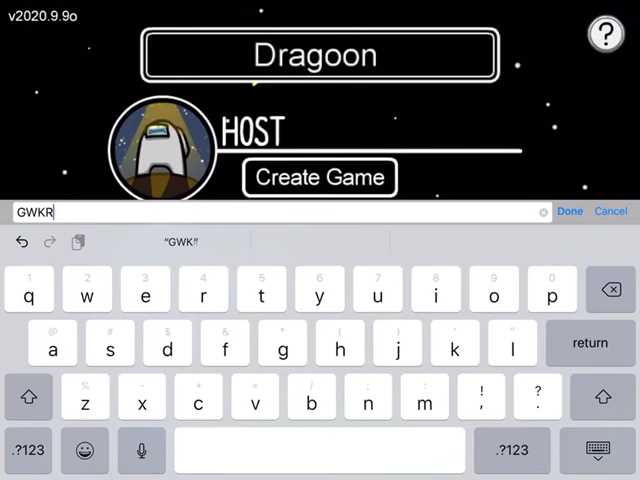 v2020.9.9o
?
Dragoon
HOST
Create Game
GWKR
Done Cancel
"GWK"
1 2 3 4 5 6 7 8 9 0
q w e r t y u i o p
@ # $ & * ( ) ' "
a s d f g h j k l return
% - + = / ; : ! ?
z x c v b n m , .
.?123 .?123